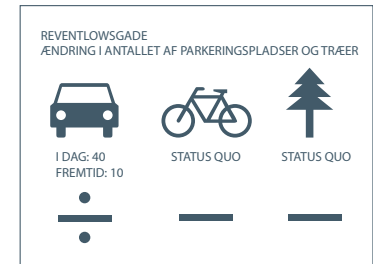 REVENTLOWSGADE
ÆNDRING I ANTALLET AF PARKERINGSPLADSER OG TRÆER
I DAG: 40
FREMTID: 10
STATUS QUO
STATUS QUO